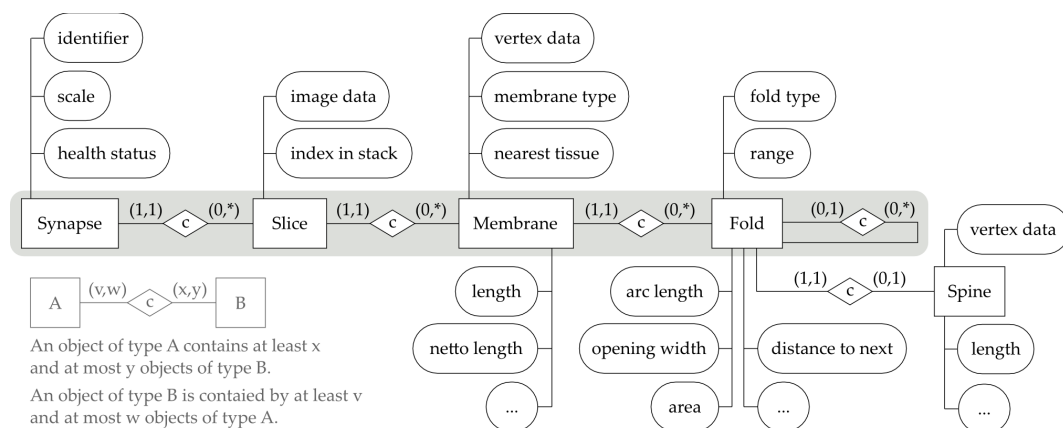 identifier
vertex data
scale
image data
membrane type
fold type
health status
index in stack
nearest tissue
range
(1,1)
(0,*)
(1,1)
(0,*)
(1,1)
(0,*)
(0,1)
(0,*)
Synapse
c
Slice
c
Membrane
c
Fold
c
vertex data
(v,w)
(x,y)
(1,1)
(0,1)
A
c
B
length
arc length
c
Spine
An object of type A contains at least x
and at most y objects of type B.
netto length
opening width
distance to next
length
An object of type B is contaied by at least v
and at most w objects of type A.
...
area
...
...